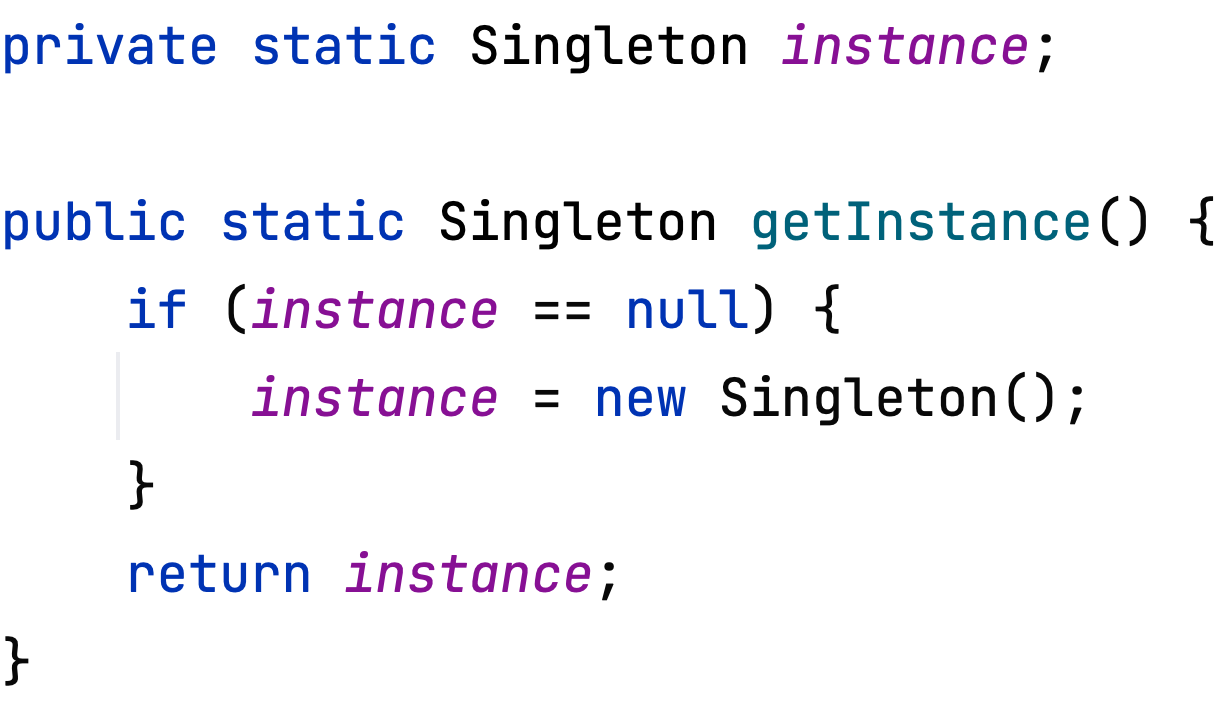 private static Singleton instance;
public static Singleton getInstance() {
    if (instance == null) {
        instance = new Singleton();
    }
    return instance;
}